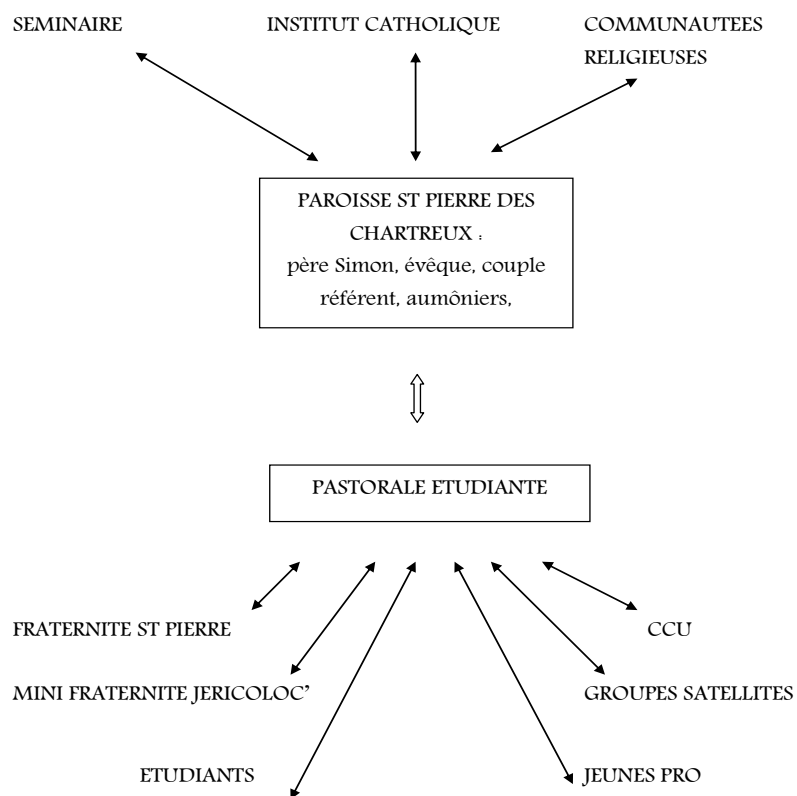 SEMINAIRE
INSTITUT CATHOLIQUE
COMMUNAUTEES
RELIGIEUSES
PAROISSE ST PIERRE DES
CHARTREUX :
père Simon, évêque, couple
référent, aumôniers,
PASTORALE ETUDIANTE
FRATERNITE ST PIERRE
CCU
MINI FRATERNITE JERICOLOC’
GROUPES SATELLITES
ETUDIANTS
JEUNES PRO